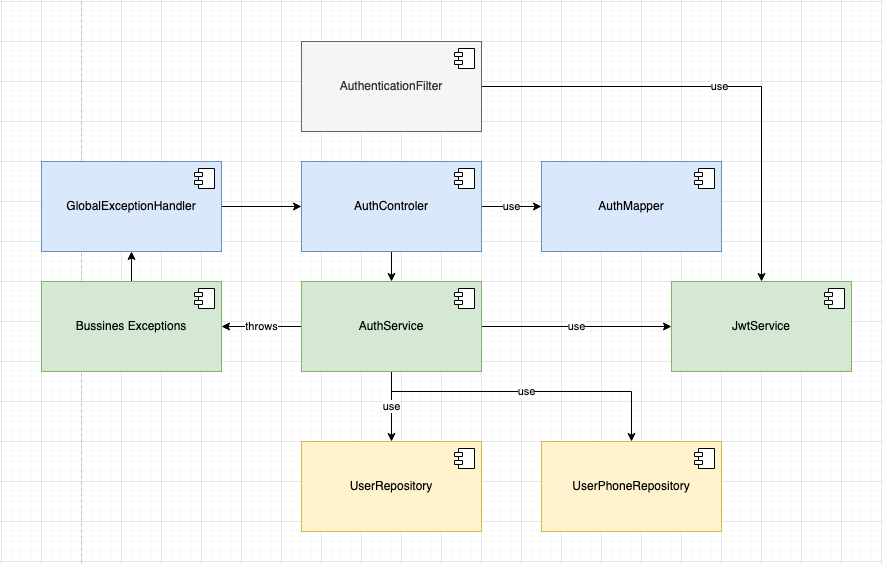 AuthenticationFilter
use
GlobalExceptionHandler
AuthControler
use
AuthMapper
Bussines Exceptions
throws
AuthService
use
JwtService
use
use
UserRepository
UserPhoneRepository